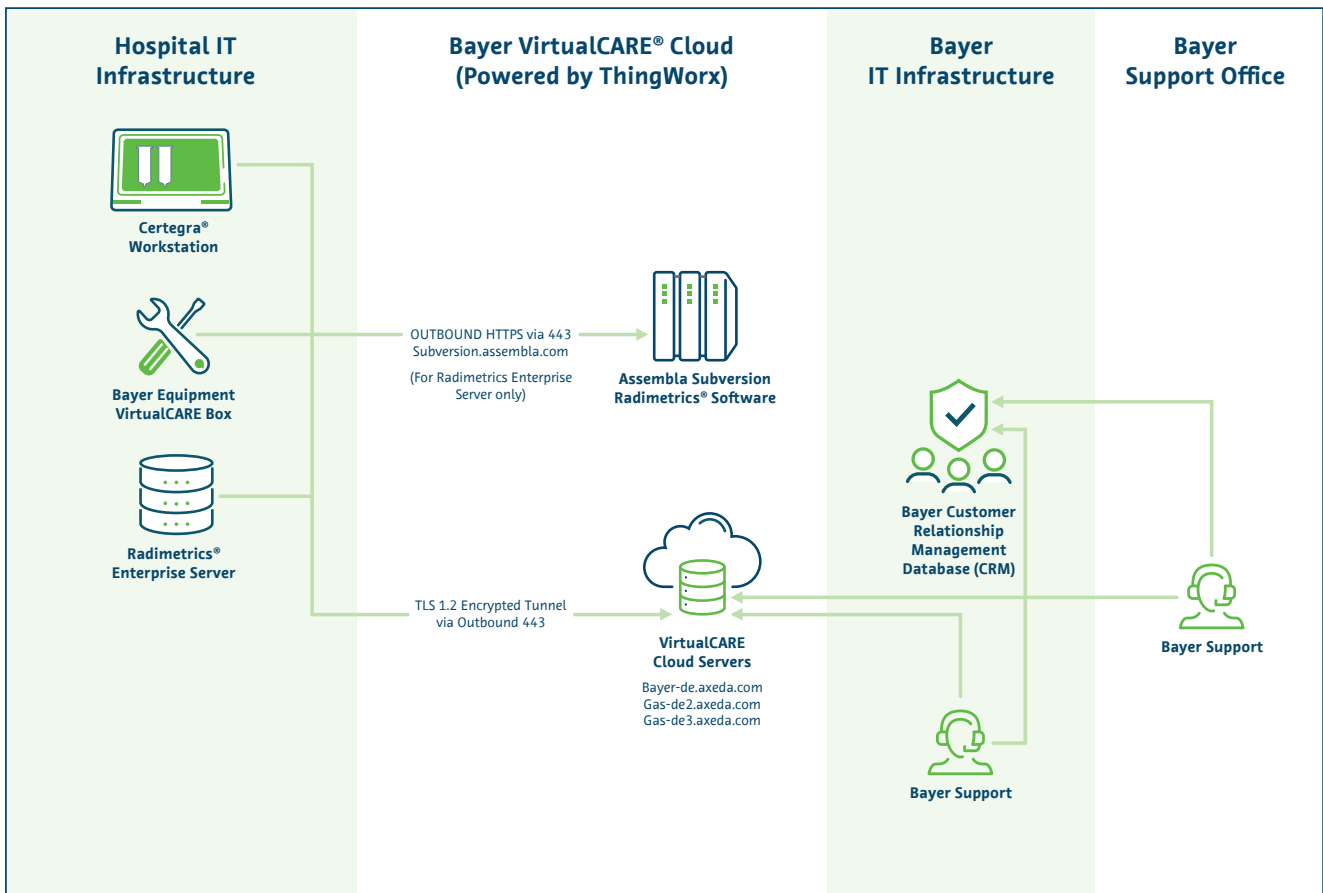 Hospital IT
Infrastructure
Bayer VirtualCARE® Cloud
(Powered by ThingWorx)
Bayer
IT Infrastructure
Bayer
Support Office
Certegra®
Workstation
Bayer Equipment
VirtualCARE Box
Radimetrics®
Enterprise Server
OUTBOUND HTTPS via 443
Subversion.assembla.com
(For Radimetrics Enterprise
Server only)
Assembla Subversion
Radimetrics® Software
TLS 1.2 Encrypted Tunnel
via Outbound 443
VirtualCARE
Cloud Servers
Bayer-de.axeda.com
Gas-de2.axeda.com
Gas-de3.axeda.com
Bayer Customer
Relationship
Management
Database (CRM)
Bayer Support
Bayer Support